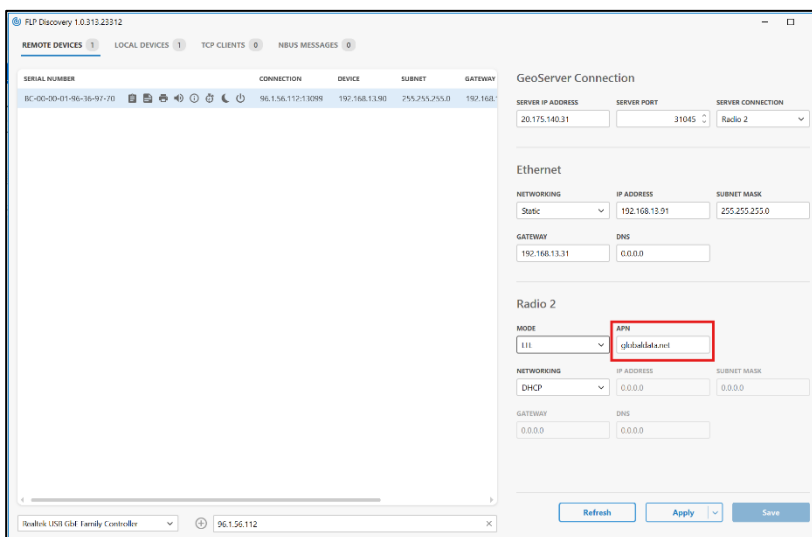 FLP Discovery 1.0.313.23312
REMOTE DEVICES 1 LOCAL DEVICES 1 TCP CLIENTS 0 NBUS MESSAGES 0
SERIAL NUMBER CONNECTION DEVICE SUBNET GATEWAY
BC-00-00-01-96-36-97-70 96.1.56.112:13099 192.168.13.90 255.255.255.0 192.168.
GeoServer Connection
SERVER IP ADDRESS SERVER PORT SERVER CONNECTION
20.175.140.31 31045 Radio 2
Ethernet
NETWORKING IP ADDRESS SUBNET MASK
Static 192.168.13.91 255.255.255.0
GATEWAY DNS
192.168.13.31 0.0.0.0
Radio 2
MODE APN
LTE globaldata.net
NETWORKING IP ADDRESS SUBNET MASK
DHCP 0.0.0.0 0.0.0.0
GATEWAY DNS
0.0.0.0 0.0.0.0
Refresh Apply Save
Realtek USB GbE Family Controller 96.1.56.112